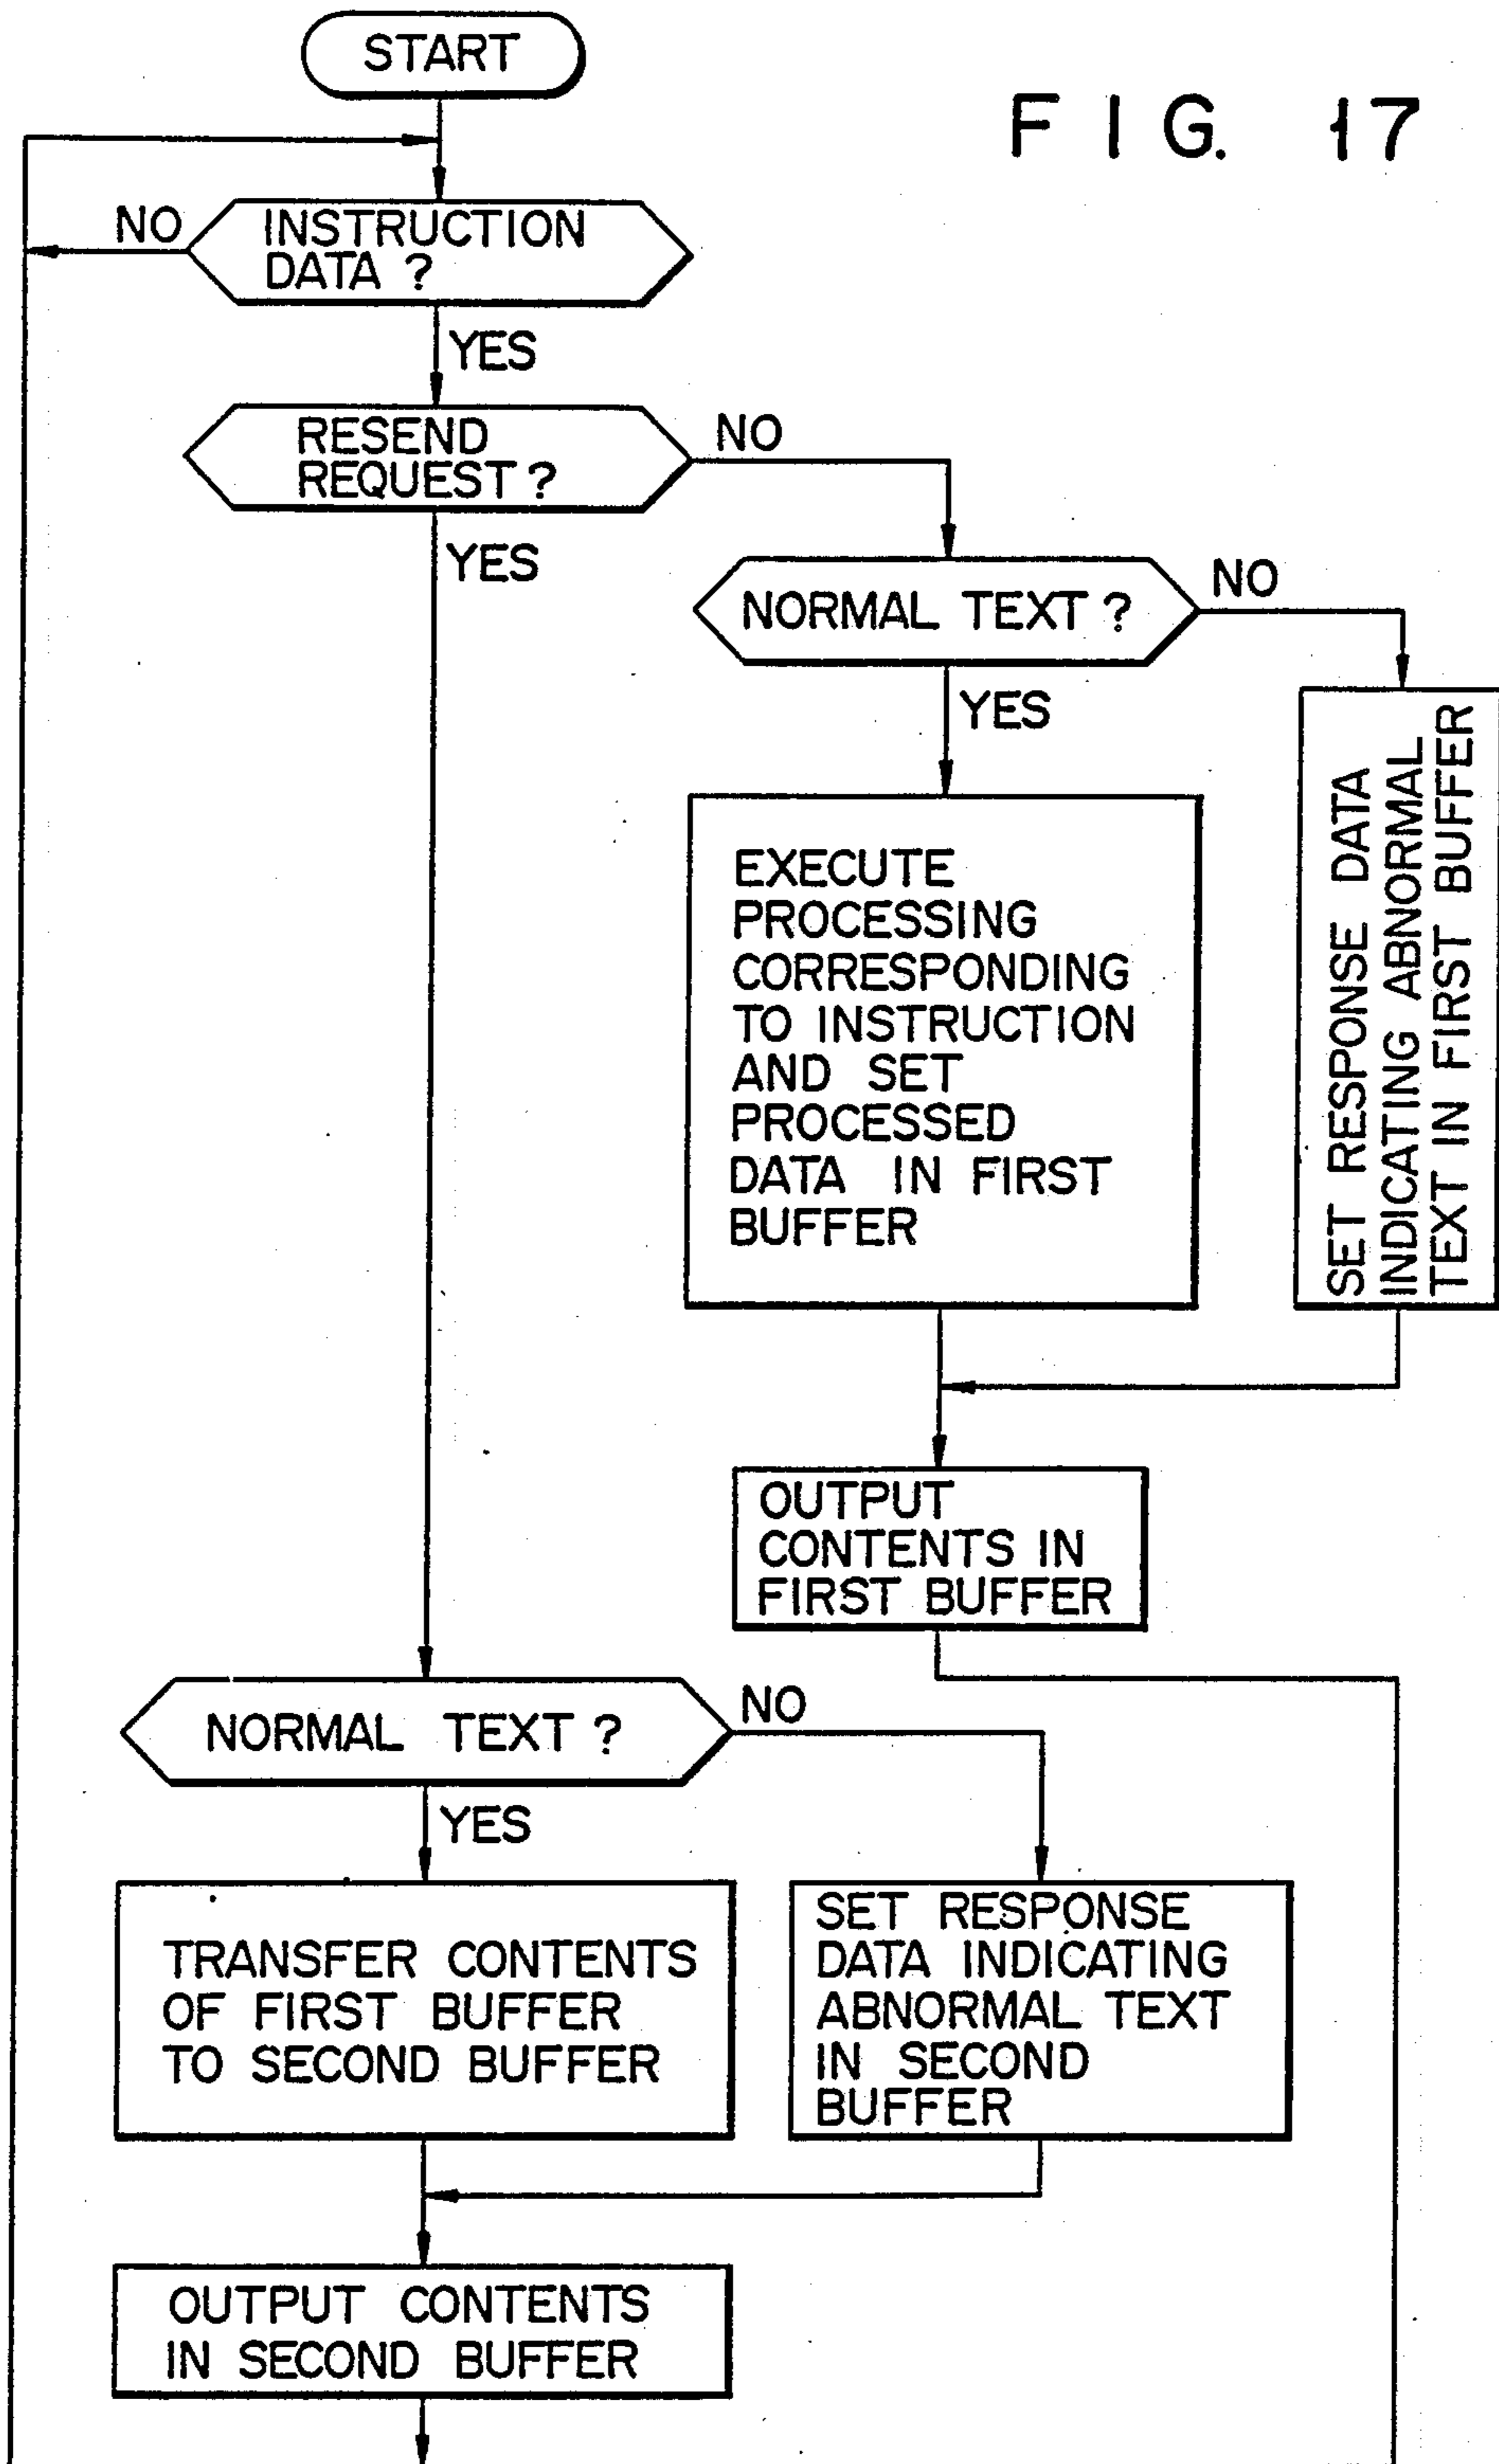 START
FIG. 17
NO
INSTRUCTION
DATA ?
YES
RESEND
REQUEST ?
NO
YES
NORMAL TEXT ?
NO
YES
EXECUTE
PROCESSING
CORRESPONDING
TO INSTRUCTION
AND SET
PROCESSED
DATA IN FIRST
BUFFER
SET RESPONSE DATA
INDICATING ABNORMAL
TEXT IN FIRST BUFFER
OUTPUT
CONTENTS IN
FIRST BUFFER
NORMAL TEXT ?
NO
YES
TRANSFER CONTENTS
OF FIRST BUFFER
TO SECOND BUFFER
SET RESPONSE
DATA INDICATING
ABNORMAL TEXT
IN SECOND
BUFFER
OUTPUT CONTENTS
IN SECOND BUFFER